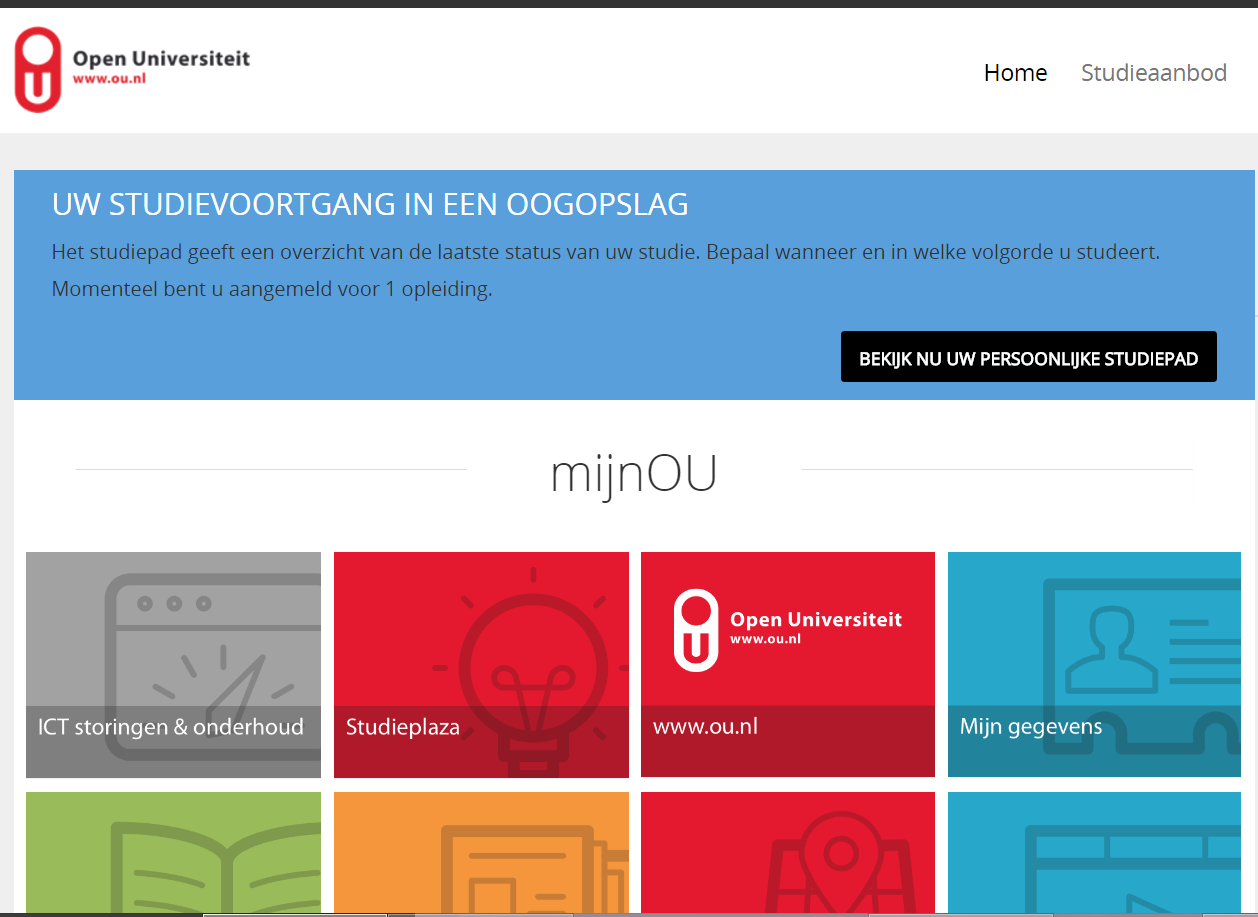 Open Universiteit
www.ou.nl
Home
Studieaanbod
UW STUDIEVOORTGANG IN EEN OOGOPSLAG
Het studiepad geeft een overzicht van de laatste status van uw studie. Bepaal wanneer en in welke volgorde u studeert.
Momenteel bent u aangemeld voor 1 opleiding.
BEKIJK NU UW PERSOONLIJKE STUDIEPAD
mijnOU
Open Universiteit
www.ou.nl
ICT storingen & onderhoud
Studieplaza
www.ou.nl
Mijn gegevens